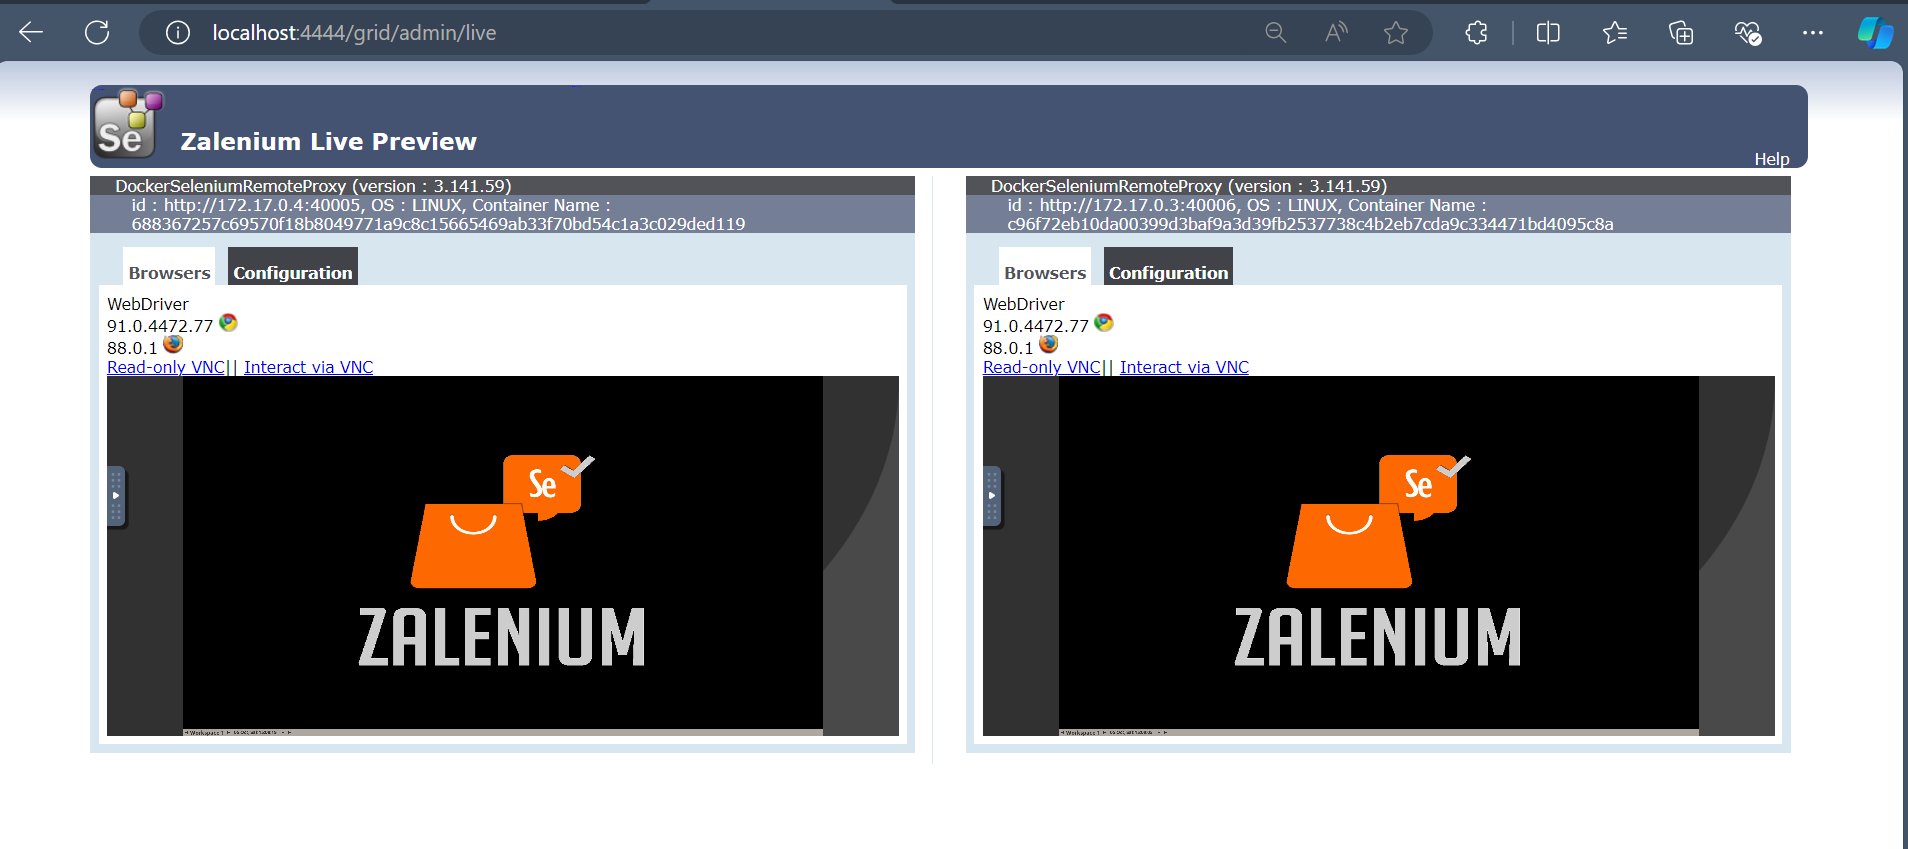 localhost:4444/grid/admin/live
Se
Zalenium Live Preview
Help
DockerSeleniumRemoteProxy (version : 3.141.59)
id : http://172.17.0.4:40005, OS : LINUX, Container Name :
688367257c69570f18b8049771a9c8c15665469ab33f70bd54c1a3c029ded119
Browsers Configuration
WebDriver
91.0.4472.77
88.0.1
Read-only VNC|| Interact via VNC
Se
ZALENIUM
Workspace 1
DockerSeleniumRemoteProxy (version : 3.141.59)
id : http://172.17.0.3:40006, OS : LINUX, Container Name :
c96f72eb10da00399d3baf9a3d39fb2537738c4b2eb7cda9c334471bd4095c8a
Browsers Configuration
WebDriver
91.0.4472.77
88.0.1
Read-only VNC|| Interact via VNC
Se
ZALENIUM
Workspace 1